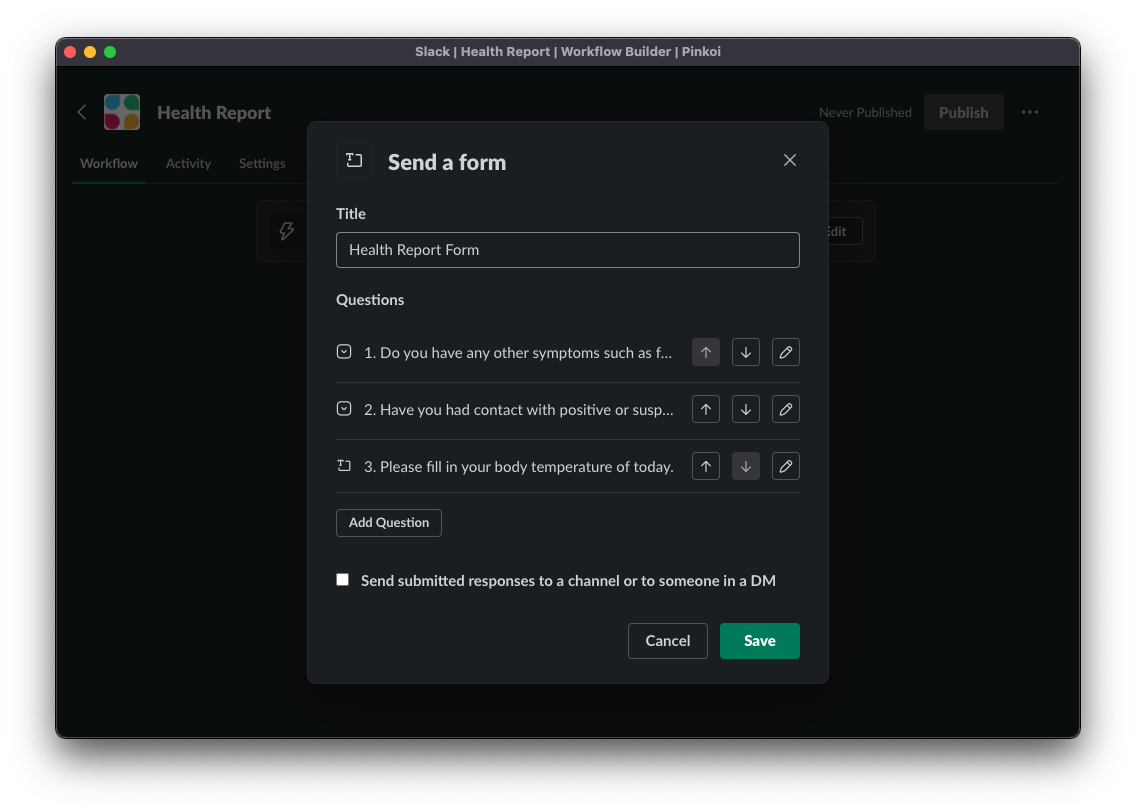 Slack | Health Report | Workflow Builder | Pinkoi
Health Report
Never Published
Publish
Workflow
Activity
Settings
Send a form
Title
Health Report Form
Edit
Questions
1. Do you have any other symptoms such as f...
2. Have you had contact with positive or susp...
3. Please fill in your body temperature of today.
Add Question
Send submitted responses to a channel or to someone in a DM
Cancel
Save